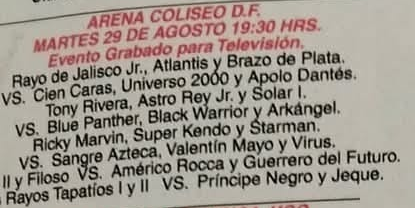 ARENA COLISEO D.F.
MARTES 29 DE AGOSTO 19:30 HRS.
Evento Grabado para Televisión.
Rayo de Jalisco Jr., Atlantis y Brazo de Plata.
VS. Cien Caras, Universo 2000 y Apolo Dantés.
Tony Rivera, Astro Rey Jr. y Solar I.
VS. Blue Panther, Black Warrior y Arkángel.
Ricky Marvin, Super Kendo y Starman.
VS. Sangre Azteca, Valentín Mayo y Virus.
II y Filoso VS. Américo Rocca y Guerrero del Futuro.
Rayos Tapatíos I y II VS. Príncipe Negro y Jeque.